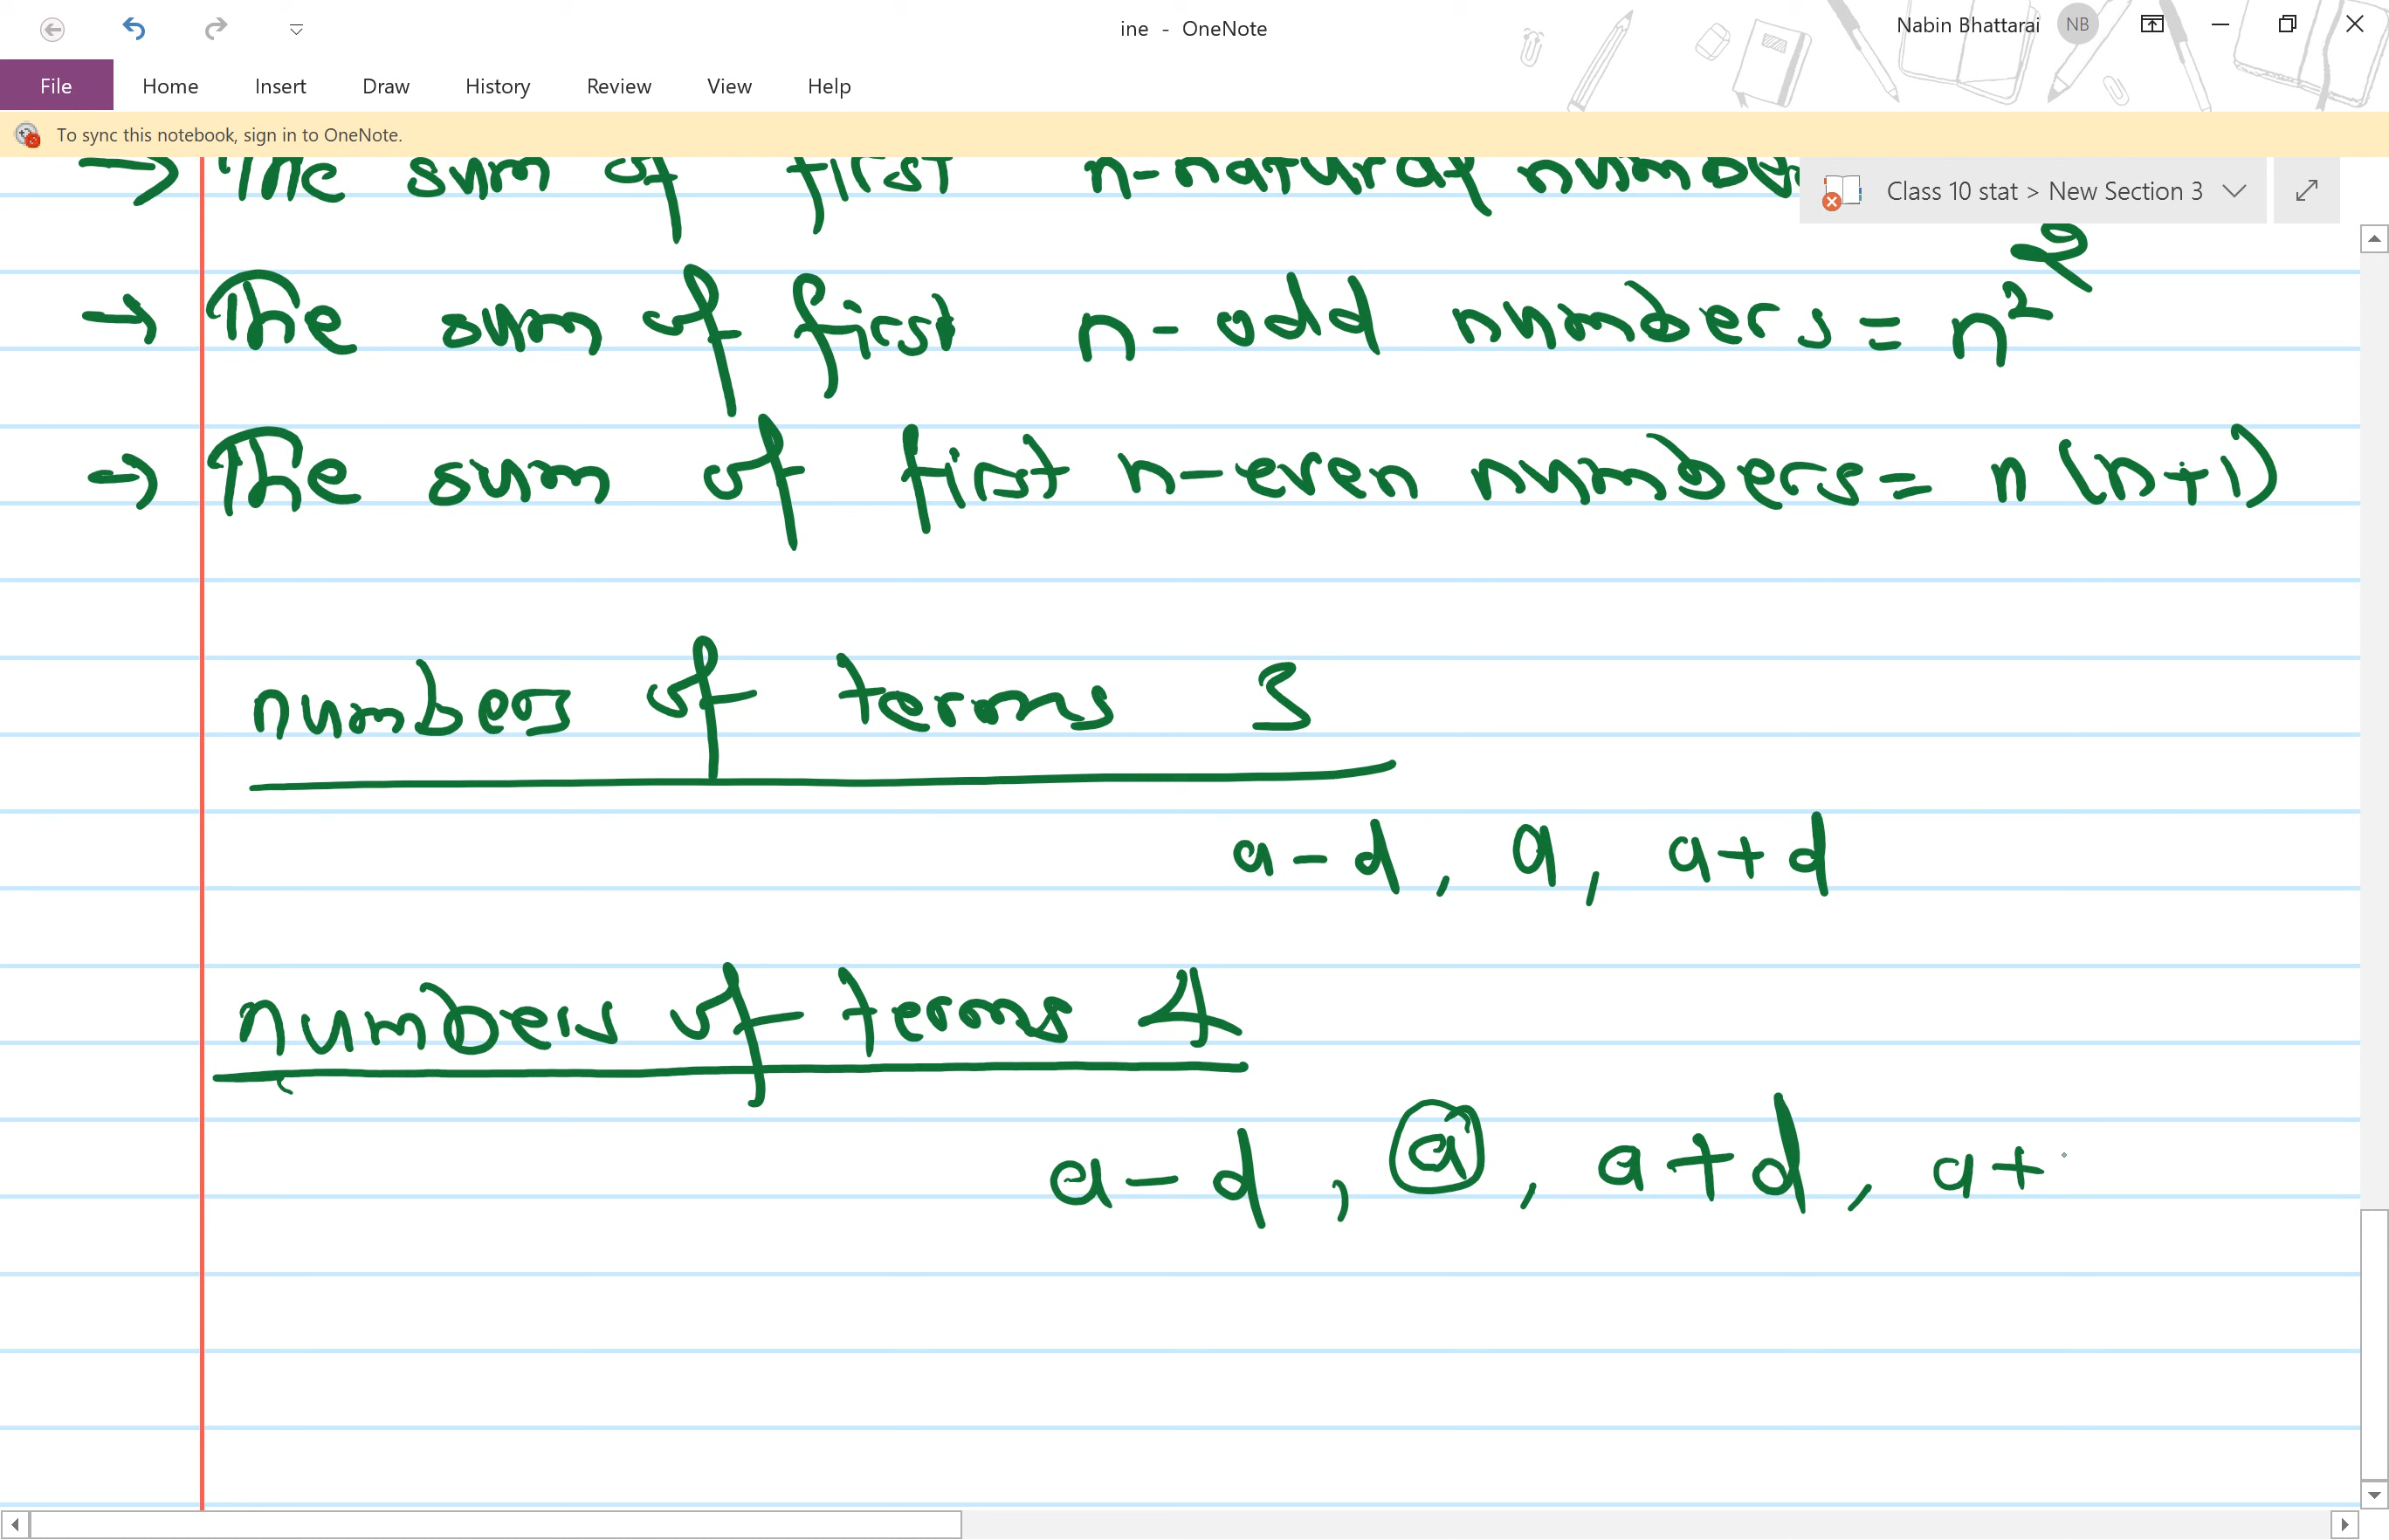 ine - OneNote
Nabin Bhattarai NB
File Home Insert Draw History Review View Help
To sync this notebook, sign in to OneNote.
Class 10 stat > New Section 3
→ The sum of first n-natural number
2
→ The sum of first n-odd numbers = n²
→ The sum of first n-even numbers = n (n+1)
numbers of terms 3
a-d, a, a+d
numbers of terms 4
a-d, a, a+d, a+